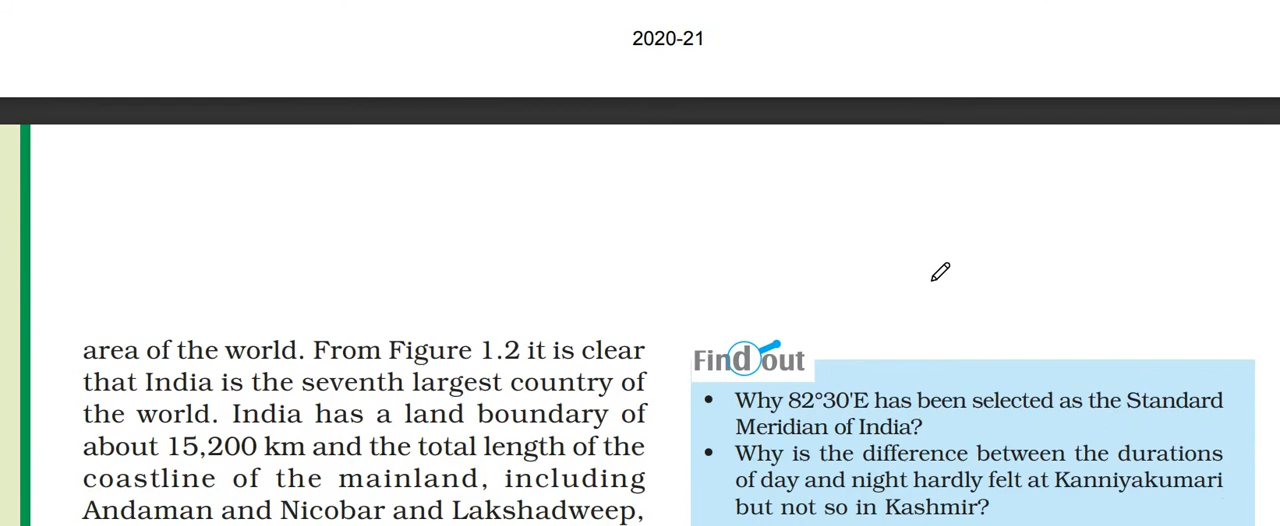 2020-21
area of the world. From Figure 1.2 it is clear
that India is the seventh largest country of
the world. India has a land boundary of
about 15,200 km and the total length of the
coastline of the mainland, including
Andaman and Nicobar and Lakshadweep,
Find out
• Why 82°30'E has been selected as the Standard
Meridian of India?
• Why is the difference between the durations
of day and night hardly felt at Kanniyakumari
but not so in Kashmir?